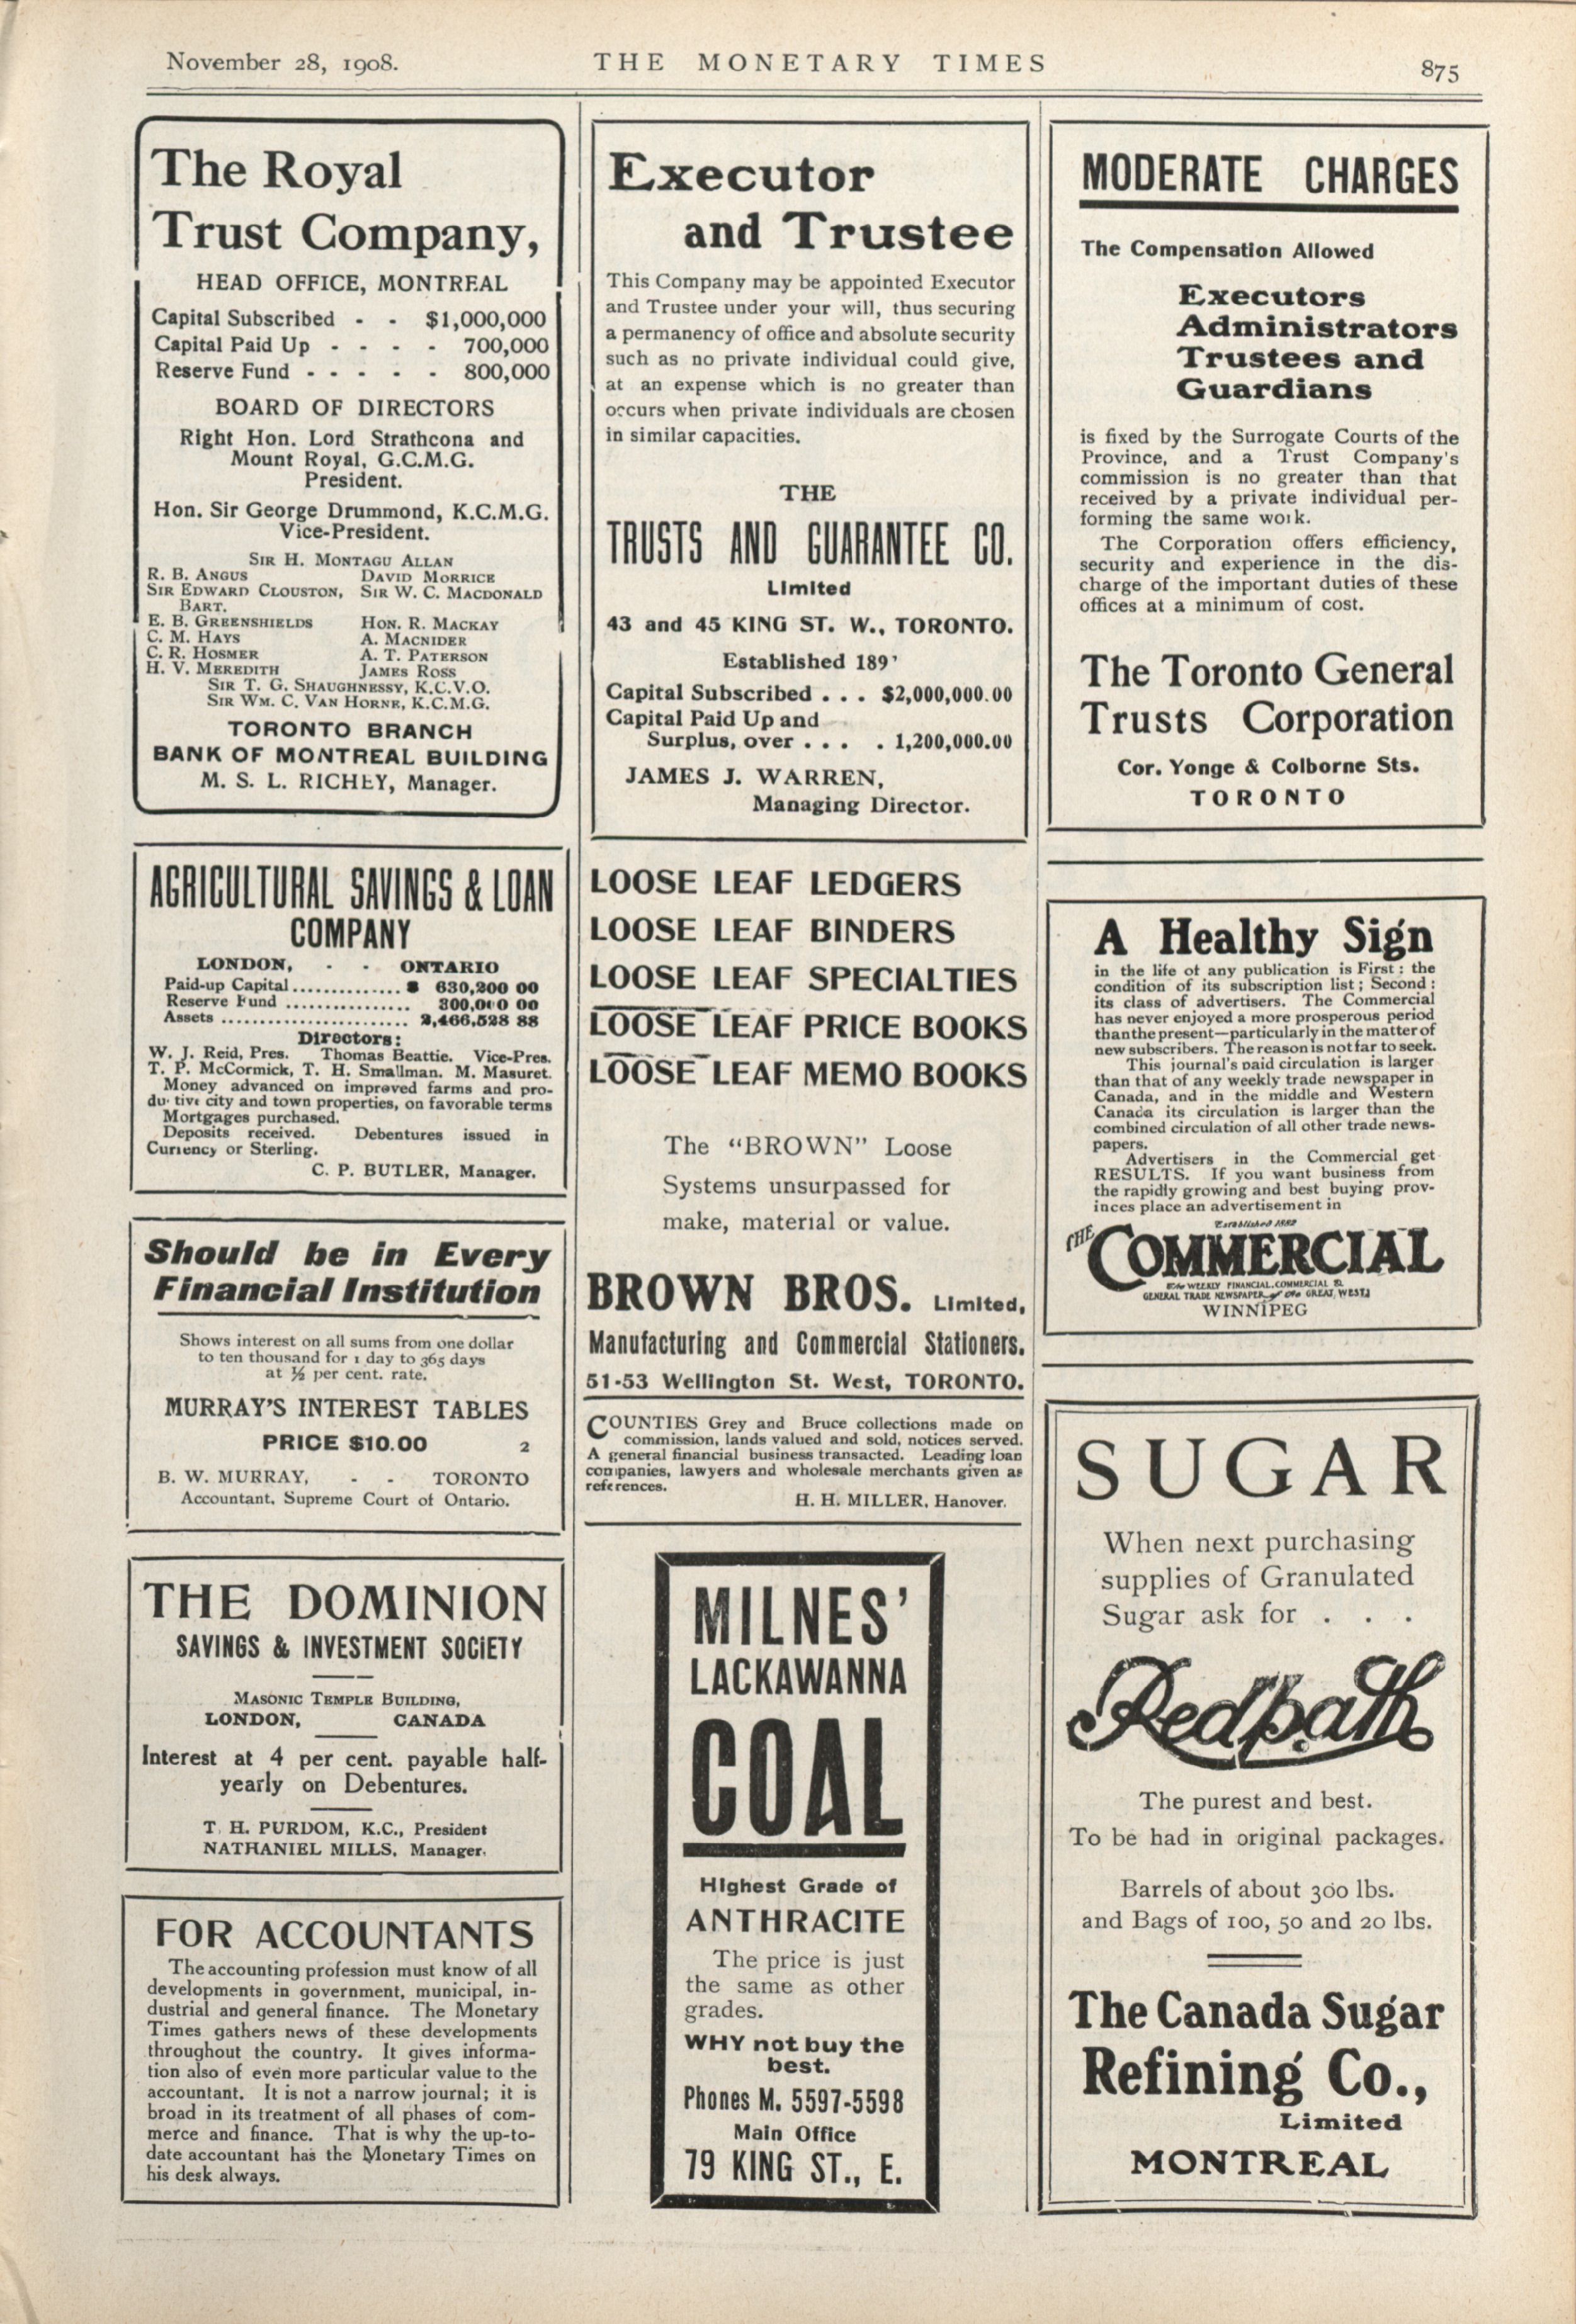 November 28, 1908.
THE MONETARY TIMES
875
The Royal
Trust Company,
HEAD OFFICE, MONTREAL
Capital Subscribed - - $1,000,000
Capital Paid Up - - - - 700,000
Reserve Fund - - - - - 800,000
BOARD OF DIRECTORS
Right Hon. Lord Strathcona and
Mount Royal, G.C.M.G.
President.
Hon. Sir George Drummond, K.C.M.G.
Vice-President.
SIR H. MONTAGU ALLAN
R. B. ANGUS DAVID MORRICE
SIR EDWARD CLOUSTON, SIR W. C. MACDONALD
BART.
E. B. GREENSHIELDS HON. R. MACKAY
C. M. HAYS A. MACNIDER
C. R. HOSMER A. T. PATERSON
H. V. MEREDITH JAMES ROSS
SIR T. G. SHAUGHNESSY, K.C.V.O.
SIR WM. C. VAN HORNE, K.C.M.G.
TORONTO BRANCH
BANK OF MONTREAL BUILDING
M. S. L. RICHEY, Manager.
AGRICULTURAL SAVINGS & LOAN
COMPANY
LONDON, - - ONTARIO
Paid-up Capital.............. $ 630,200 00
Reserve Fund ................ 300,000 00
Assets ........................ 2,466,528 88
Directors:
W. J. Reid, Pres. Thomas Beattie. Vice-Pres.
T. P. McCormick, T. H. Smallman. M. Masuret.
Money advanced on improved farms and pro-
ductive city and town properties, on favorable terms
Mortgages purchased.
Deposits received. Debentures issued in
Currency or Sterling.
C. P. BUTLER, Manager.
Should be in Every
Financial Institution
Shows interest on all sums from one dollar
to ten thousand for 1 day to 365 days
at ½ per cent. rate.
MURRAY'S INTEREST TABLES
PRICE $10.00 2
B. W. MURRAY, - - TORONTO
Accountant, Supreme Court of Ontario.
THE DOMINION
SAVINGS & INVESTMENT SOCIETY
MASONIC TEMPLE BUILDING,
LONDON, CANADA
Interest at 4 per cent. payable half-
yearly on Debentures.
T. H. PURDOM, K.C., President
NATHANIEL MILLS, Manager.
FOR ACCOUNTANTS
The accounting profession must know of all
developments in government, municipal, in-
dustrial and general finance. The Monetary
Times gathers news of these developments
throughout the country. It gives informa-
tion also of even more particular value to the
accountant. It is not a narrow journal; it is
broad in its treatment of all phases of com-
merce and finance. That is why the up-to-
date accountant has the Monetary Times on
his desk always.
Executor
and Trustee
This Company may be appointed Executor
and Trustee under your will, thus securing
a permanency of office and absolute security
such as no private individual could give,
at an expense which is no greater than
occurs when private individuals are chosen
in similar capacities.
THE
TRUSTS AND GUARANTEE CO.
Limited
43 and 45 KING ST. W., TORONTO.
Established 189
Capital Subscribed . . . $2,000,000.00
Capital Paid Up and
Surplus, over . . . . 1,200,000.00
JAMES J. WARREN,
Managing Director.
LOOSE LEAF LEDGERS
LOOSE LEAF BINDERS
LOOSE LEAF SPECIALTIES
LOOSE LEAF PRICE BOOKS
LOOSE LEAF MEMO BOOKS
The "BROWN" Loose
Systems unsurpassed for
make, material or value.
BROWN BROS. Limited,
Manufacturing and Commercial Stationers.
51-53 Wellington St. West, TORONTO.
COUNTIES Grey and Bruce collections made on
commission, lands valued and sold, notices served.
A general financial business transacted. Leading loan
companies, lawyers and wholesale merchants given as
references.
H. H. MILLER, Hanover.
MILNES'
LACKAWANNA
COAL
Highest Grade of
ANTHRACITE
The price is just
the same as other
grades.
WHY not buy the
best.
Phones M. 5597-5598
Main Office
79 KING ST., E.
MODERATE CHARGES
The Compensation Allowed
Executors
Administrators
Trustees and
Guardians
is fixed by the Surrogate Courts of the
Province, and a Trust Company's
commission is no greater than that
received by a private individual per-
forming the same work.
The Corporation offers efficiency,
security and experience in the dis-
charge of the important duties of these
offices at a minimum of cost.
The Toronto General
Trusts Corporation
Cor. Yonge & Colborne Sts.
TORONTO
A Healthy Sign
in the life of any publication is First: the
condition of its subscription list; Second:
its class of advertisers. The Commercial
has never enjoyed a more prosperous period
than the present—particularly in the matter of
new subscribers. The reason is not far to seek.
This journal's paid circulation is larger
than that of any weekly trade newspaper in
Canada, and in the middle and Western
Canada its circulation is larger than the
combined circulation of all other trade news-
papers.
Advertisers in the Commercial get
RESULTS. If you want business from
the rapidly growing and best buying prov-
inces place an advertisement in
Established 1882
THE COMMERCIAL
The WEEKLY FINANCIAL, COMMERCIAL &
GENERAL TRADE NEWSPAPER of the GREAT WEST
WINNIPEG
SUGAR
When next purchasing
supplies of Granulated
Sugar ask for . . .
Redpath
The purest and best.
To be had in original packages.
Barrels of about 300 lbs.
and Bags of 100, 50 and 20 lbs.
The Canada Sugar
Refining Co.,
Limited
MONTREAL